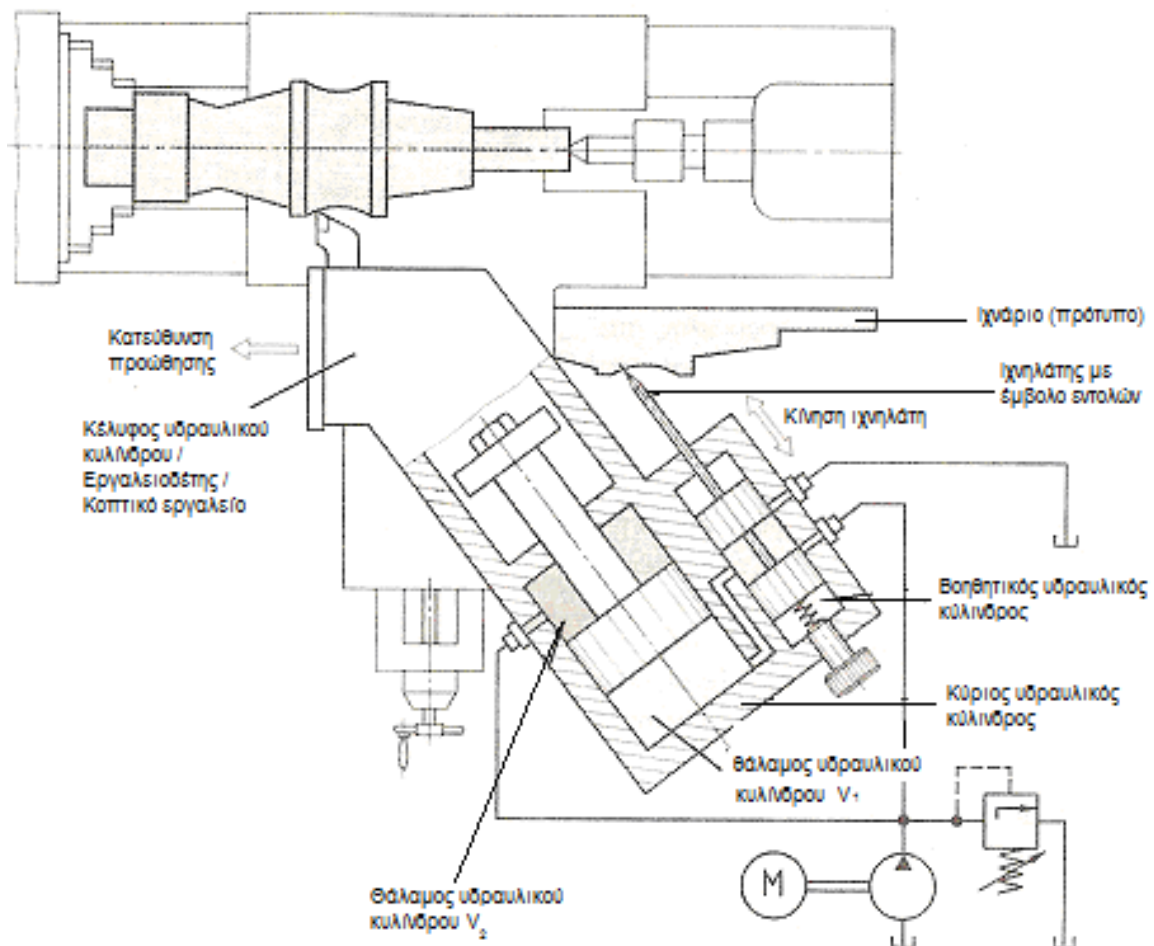 Ιχνάριο (πρότυπο)
Κατεύθυνση
προώθησης
Ιχνηλάτης με
έμβολο εντολών
Κίνηση ιχνηλάτη
Κέλυφος υδραυλικού
κυλίνδρου /
Εργαλειοδέτης /
Κοπτικό εργαλείο
Βοηθητικός υδραυλικός
κύλινδρος
Κύριος υδραυλικός
κύλινδρος
Θάλαμος υδραυλικού
κυλίνδρου V₁
M
Θάλαμος υδραυλικού
κυλίνδρου V₂